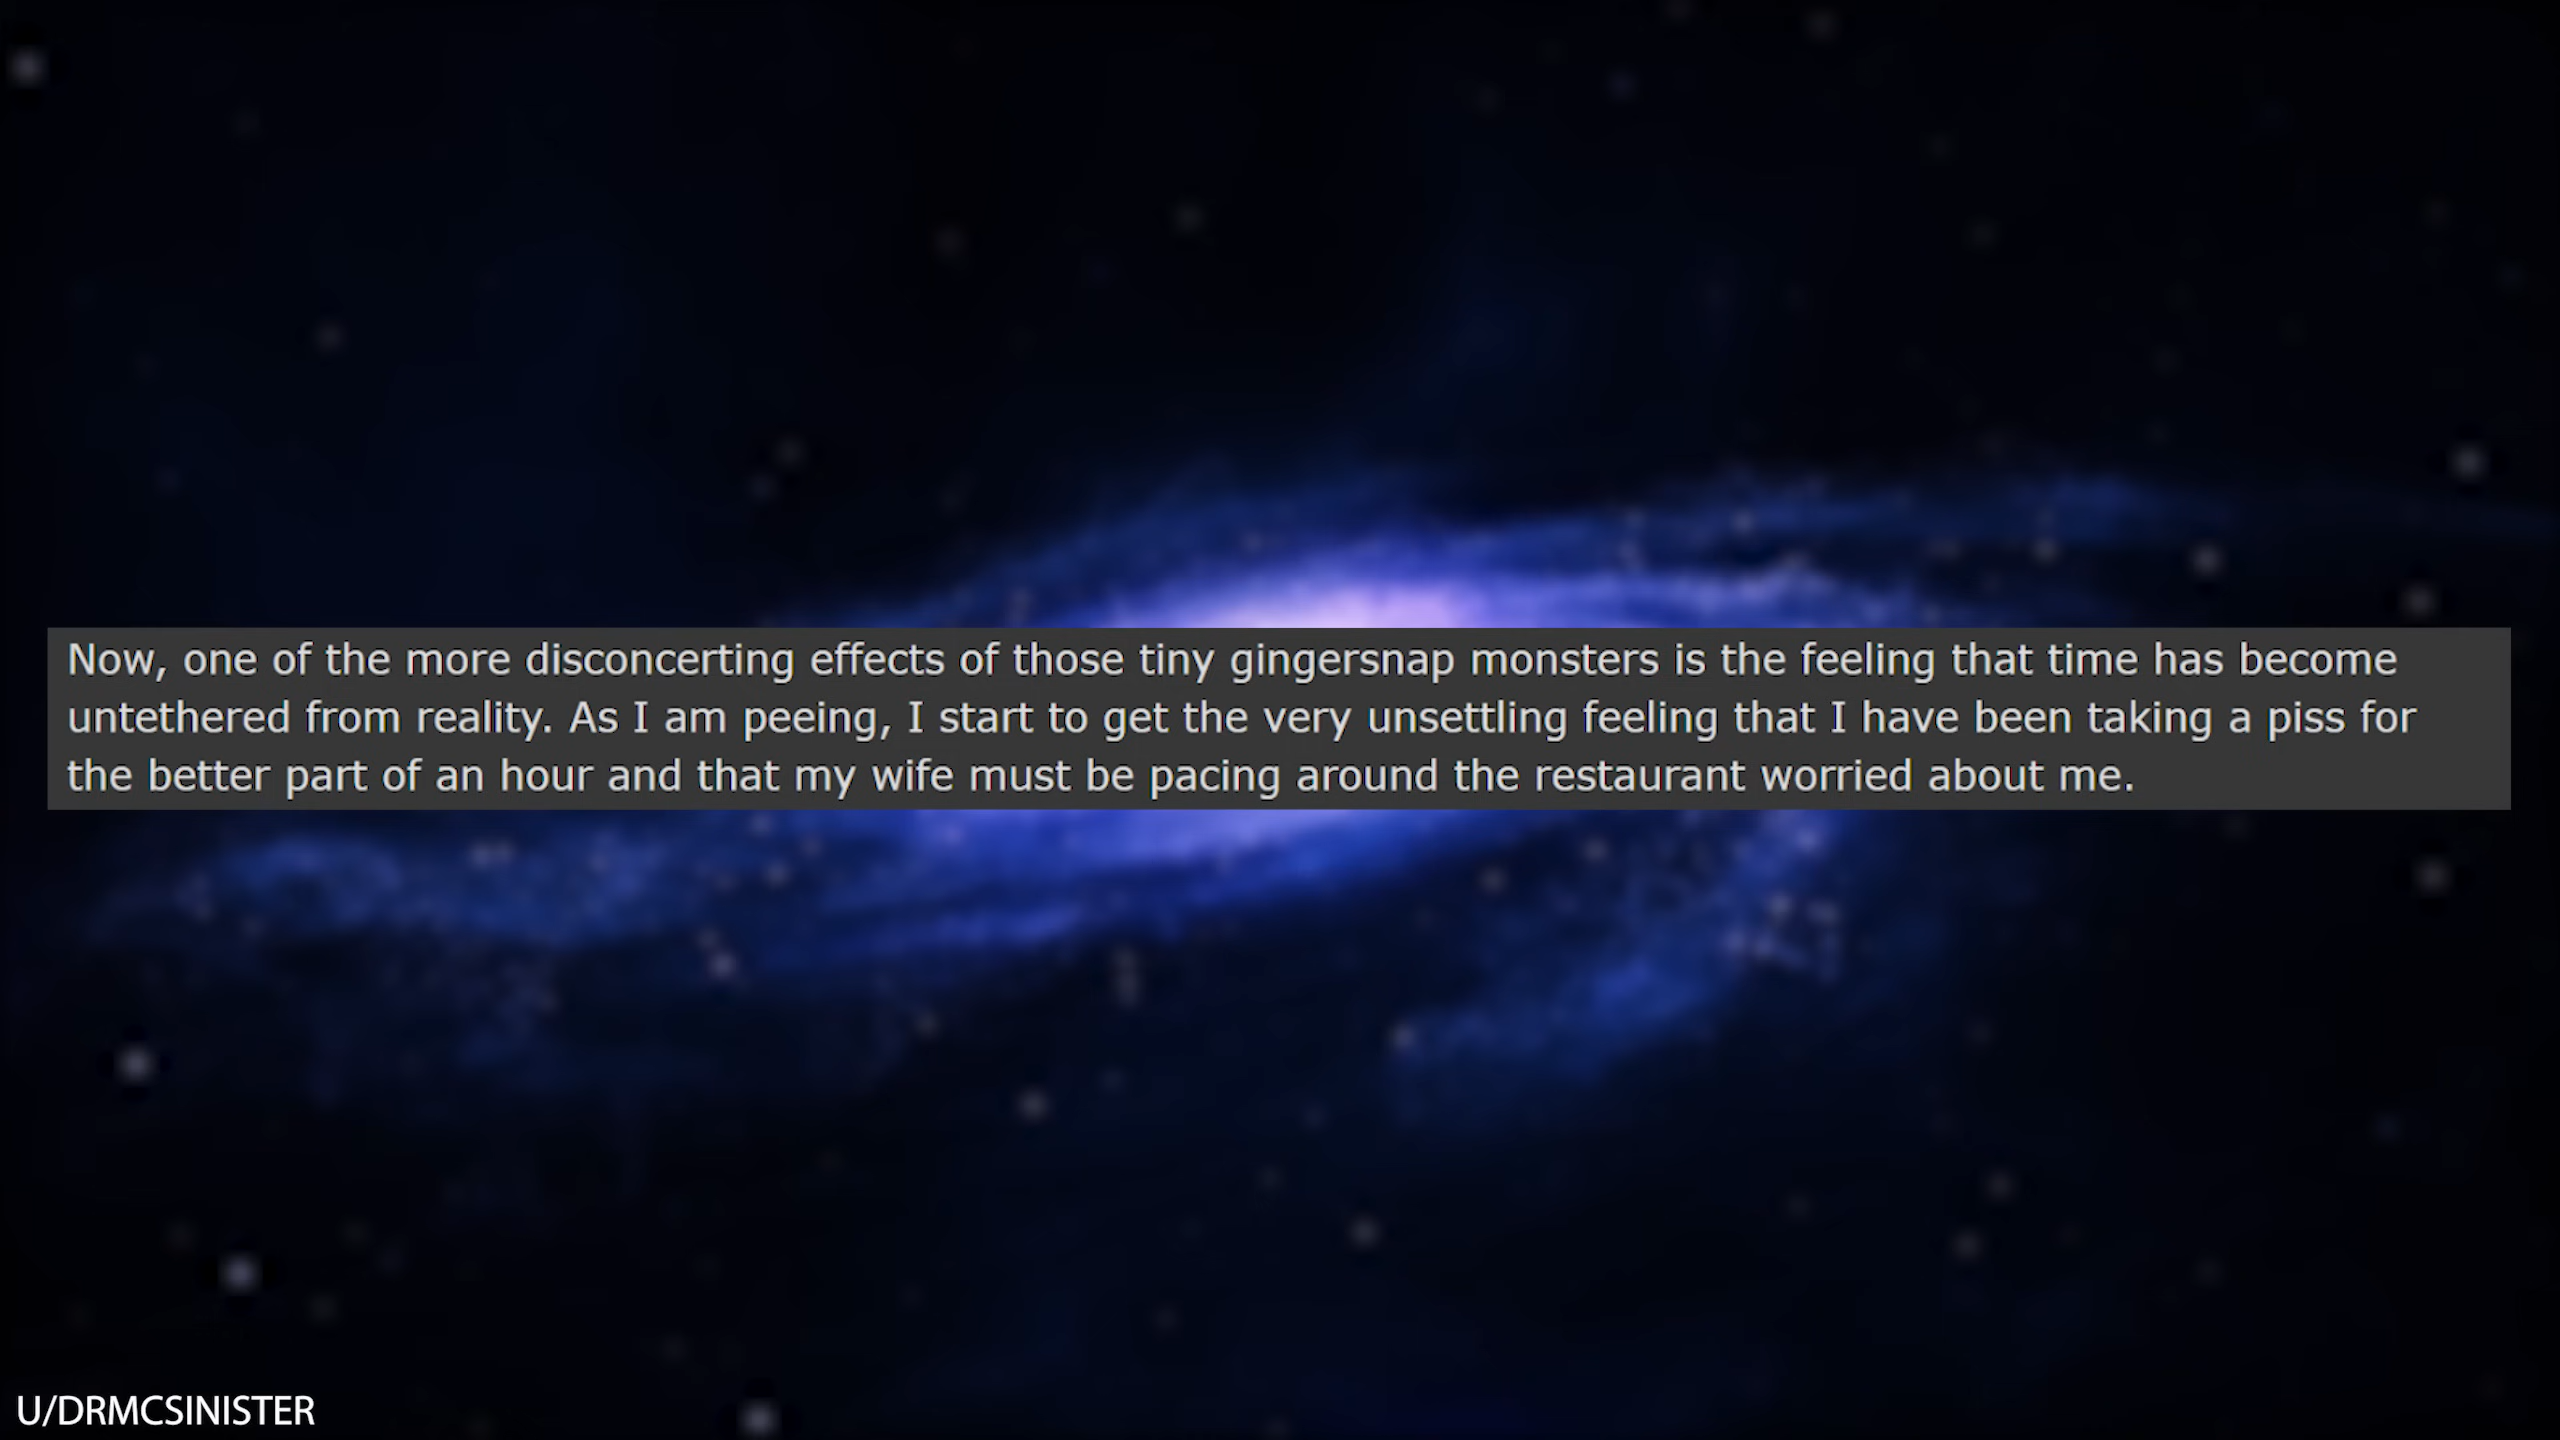 Now, one of the more disconcerting effects of those tiny gingersnap monsters is the feeling that time has become
untethered from reality. As I am peeing, I start to get the very unsettling feeling that I have been taking a piss for
the better part of an hour and that my wife must be pacing around the restaurant worried about me.
U/DRMCSINISTER